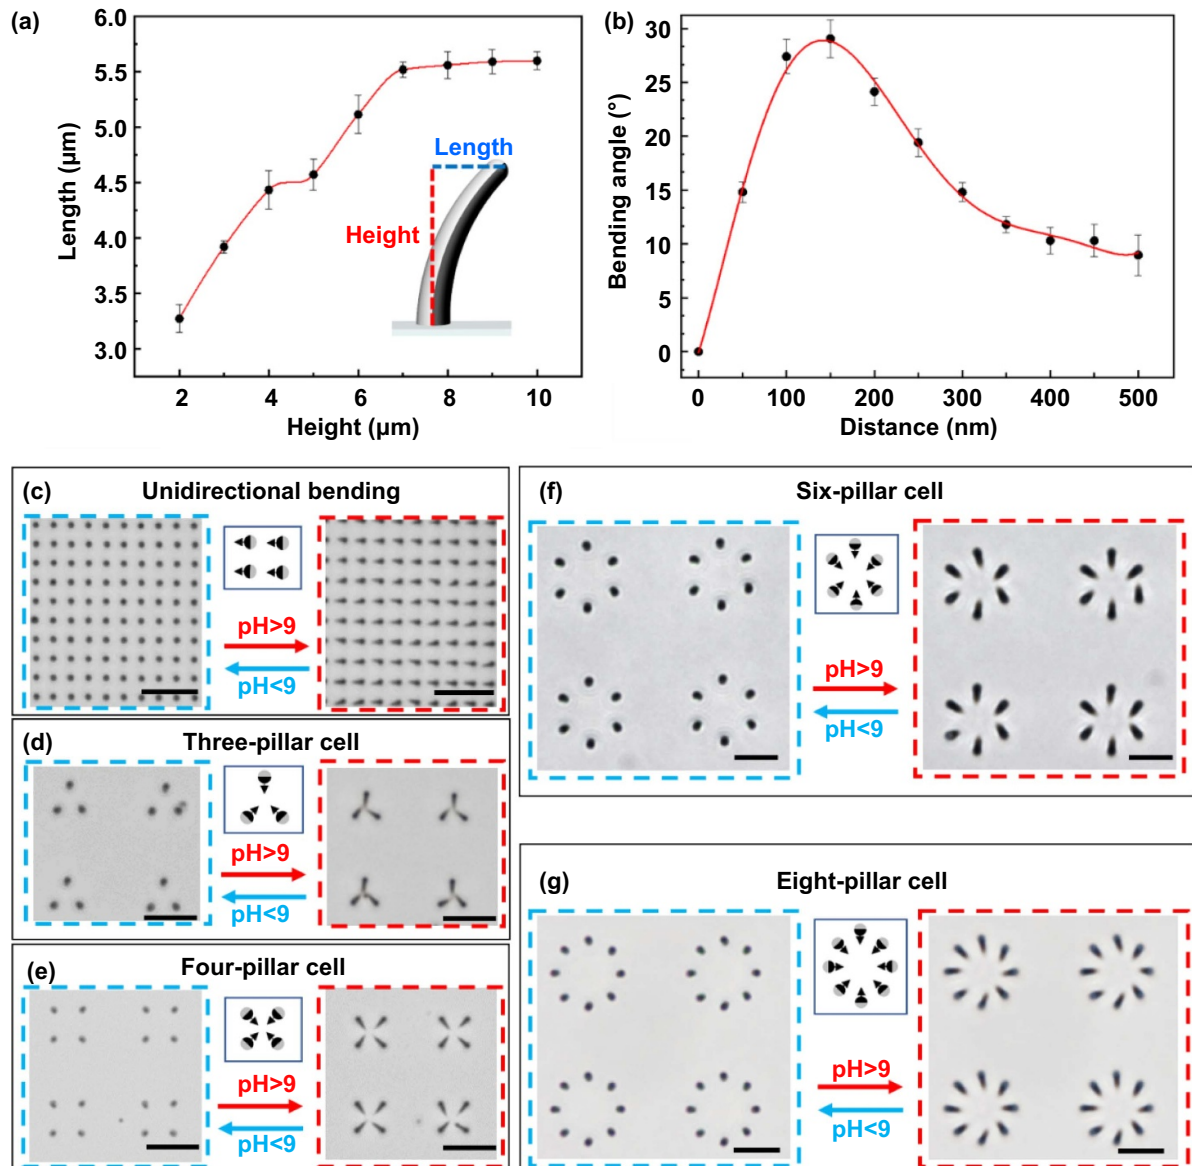 (a)
6.0
5.5
5.0
4.5
4.0
3.5
3.0
Length (µm)
Length
Height
2
4
6
8
10
Height (µm)
(b)
30
25
20
15
10
5
0
Bending angle (°)
0
100
200
300
400
500
Distance (nm)
(c)
Unidirectional bending
pH>9
pH<9
(d)
Three-pillar cell
pH>9
pH<9
(e)
Four-pillar cell
pH>9
pH<9
(f)
Six-pillar cell
pH>9
pH<9
(g)
Eight-pillar cell
pH>9
pH<9